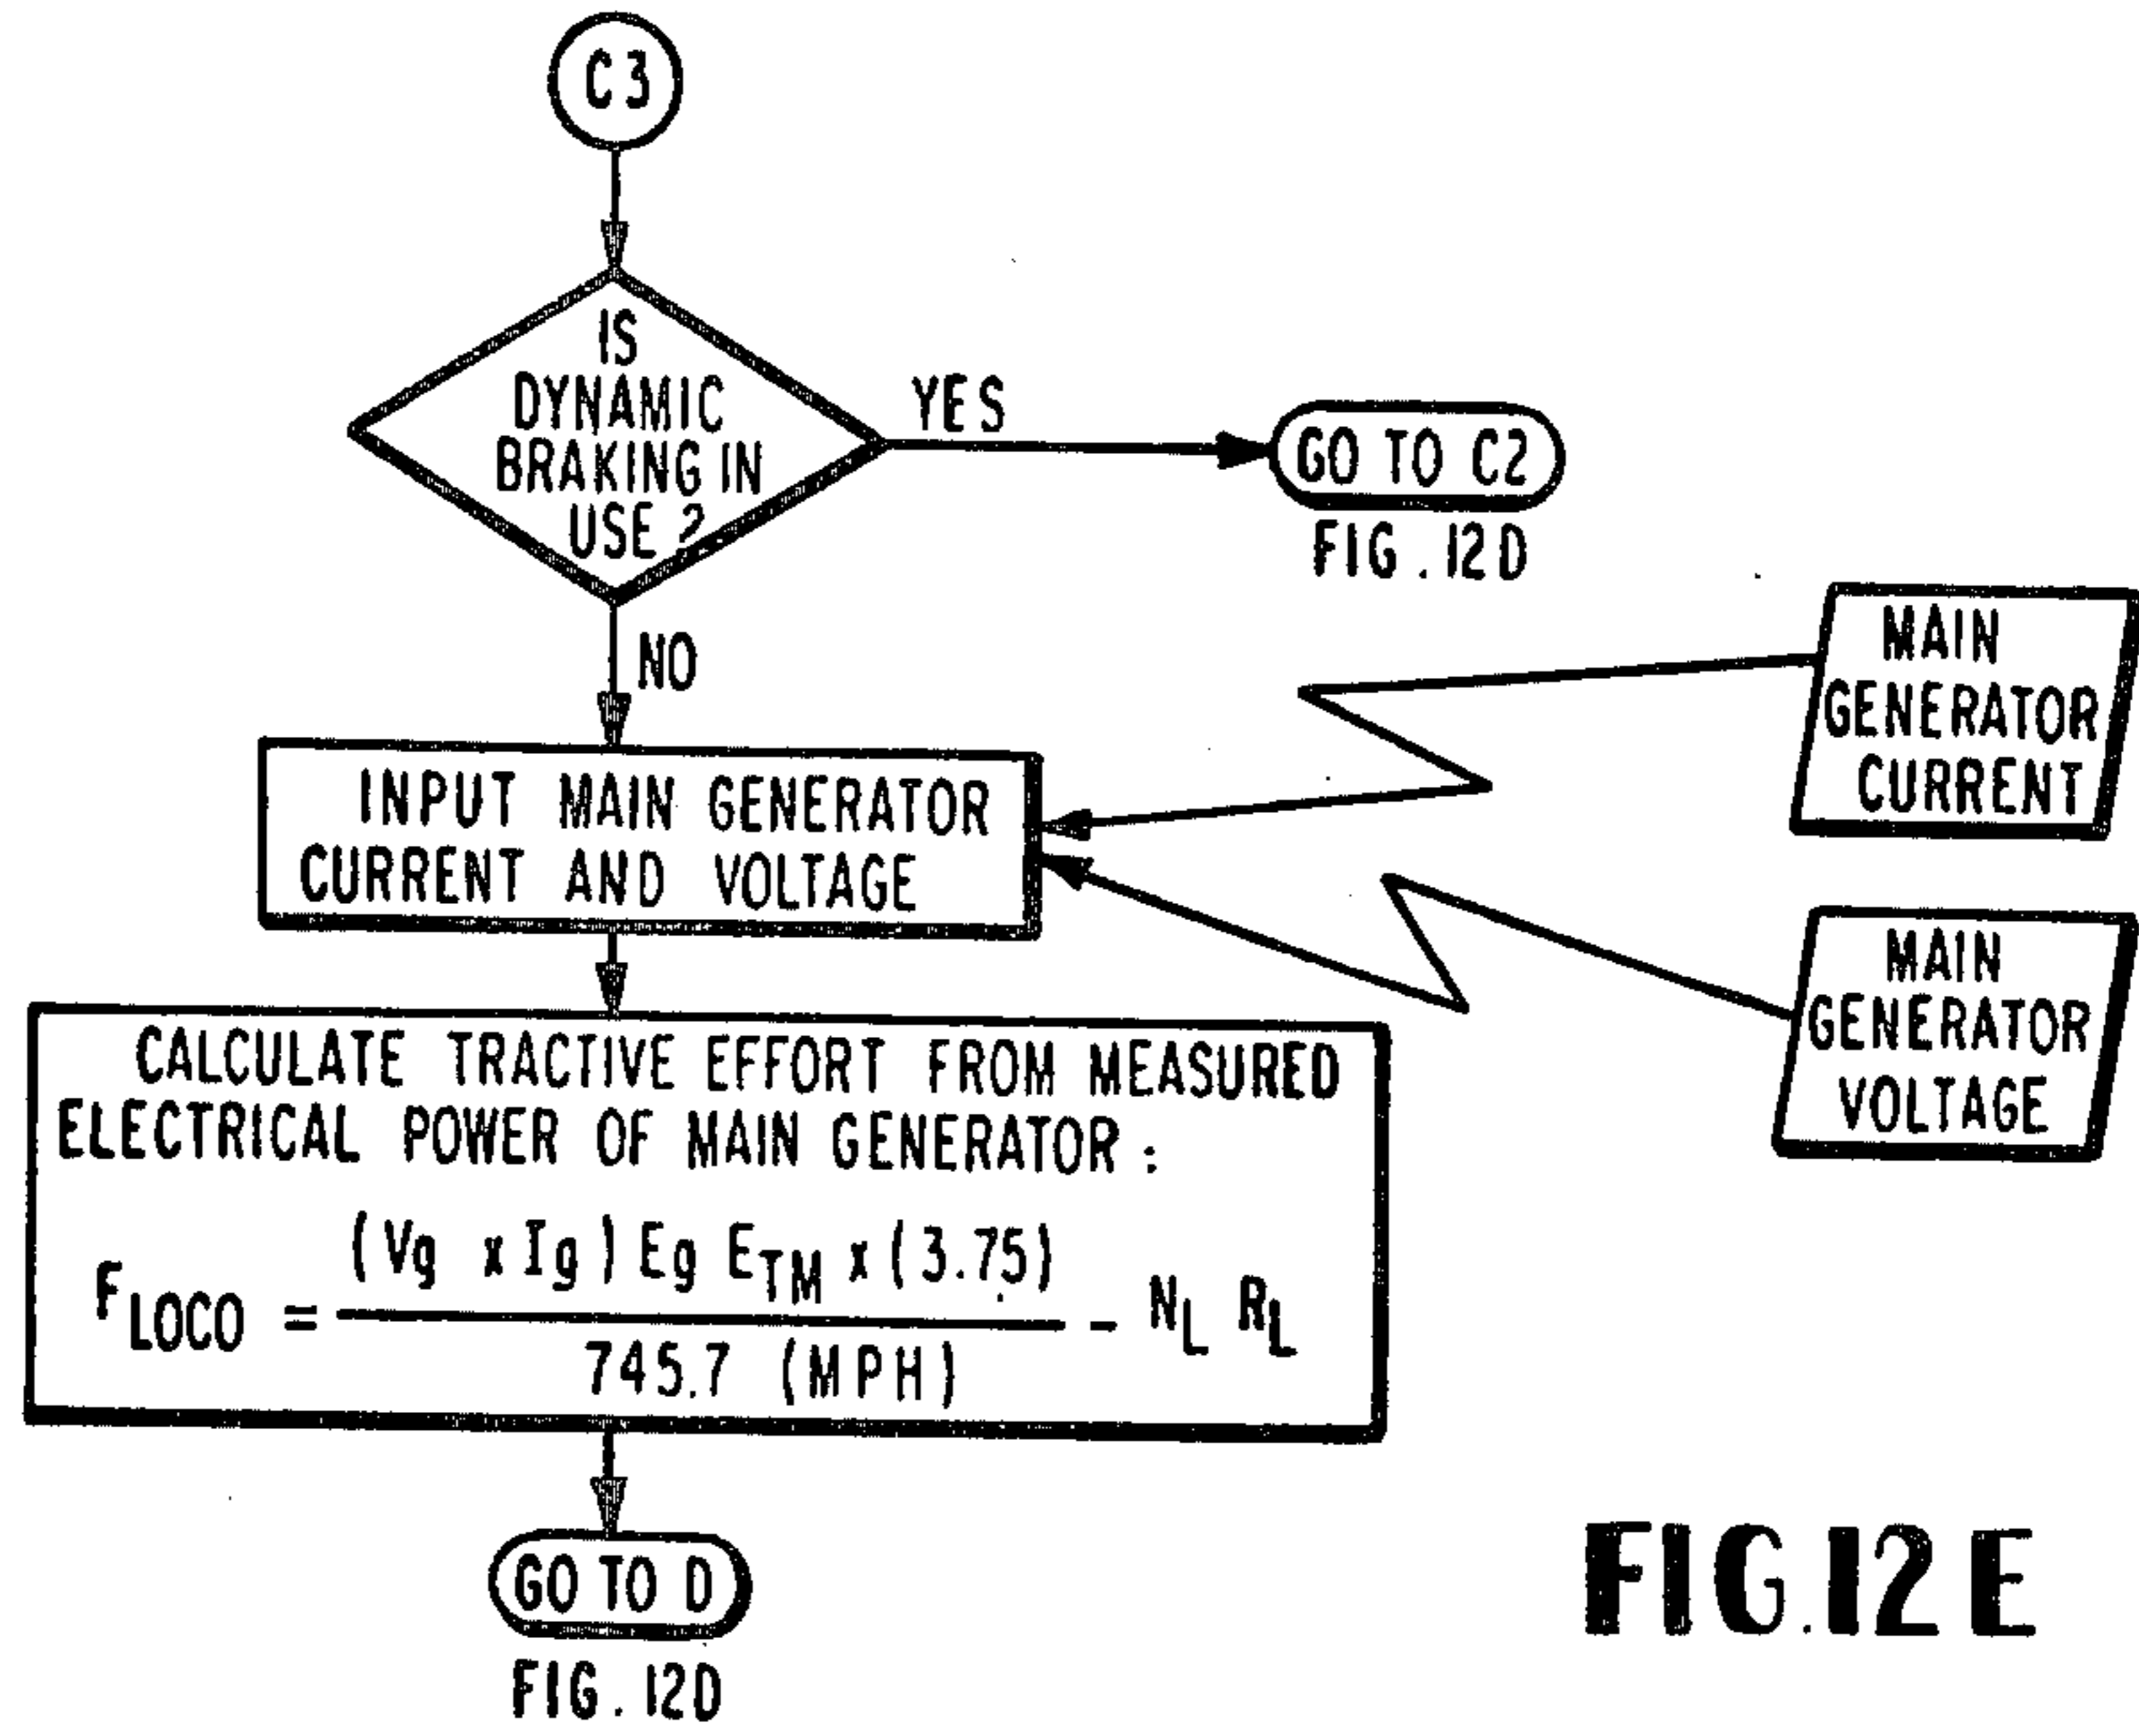 C3
IS
DYNAMIC
BRAKING IN
USE ?
YES
GO TO C2
FIG. 12D
NO
MAIN
GENERATOR
CURRENT
INPUT MAIN GENERATOR
CURRENT AND VOLTAGE
MAIN
GENERATOR
VOLTAGE
CALCULATE TRACTIVE EFFORT FROM MEASURED
ELECTRICAL POWER OF MAIN GENERATOR :
F LOCO = (Vg x Ig) Eg ETM x (3.75)
745.7 (MPH)
- NL RL
GO TO D
FIG. 12D
FIG. 12E